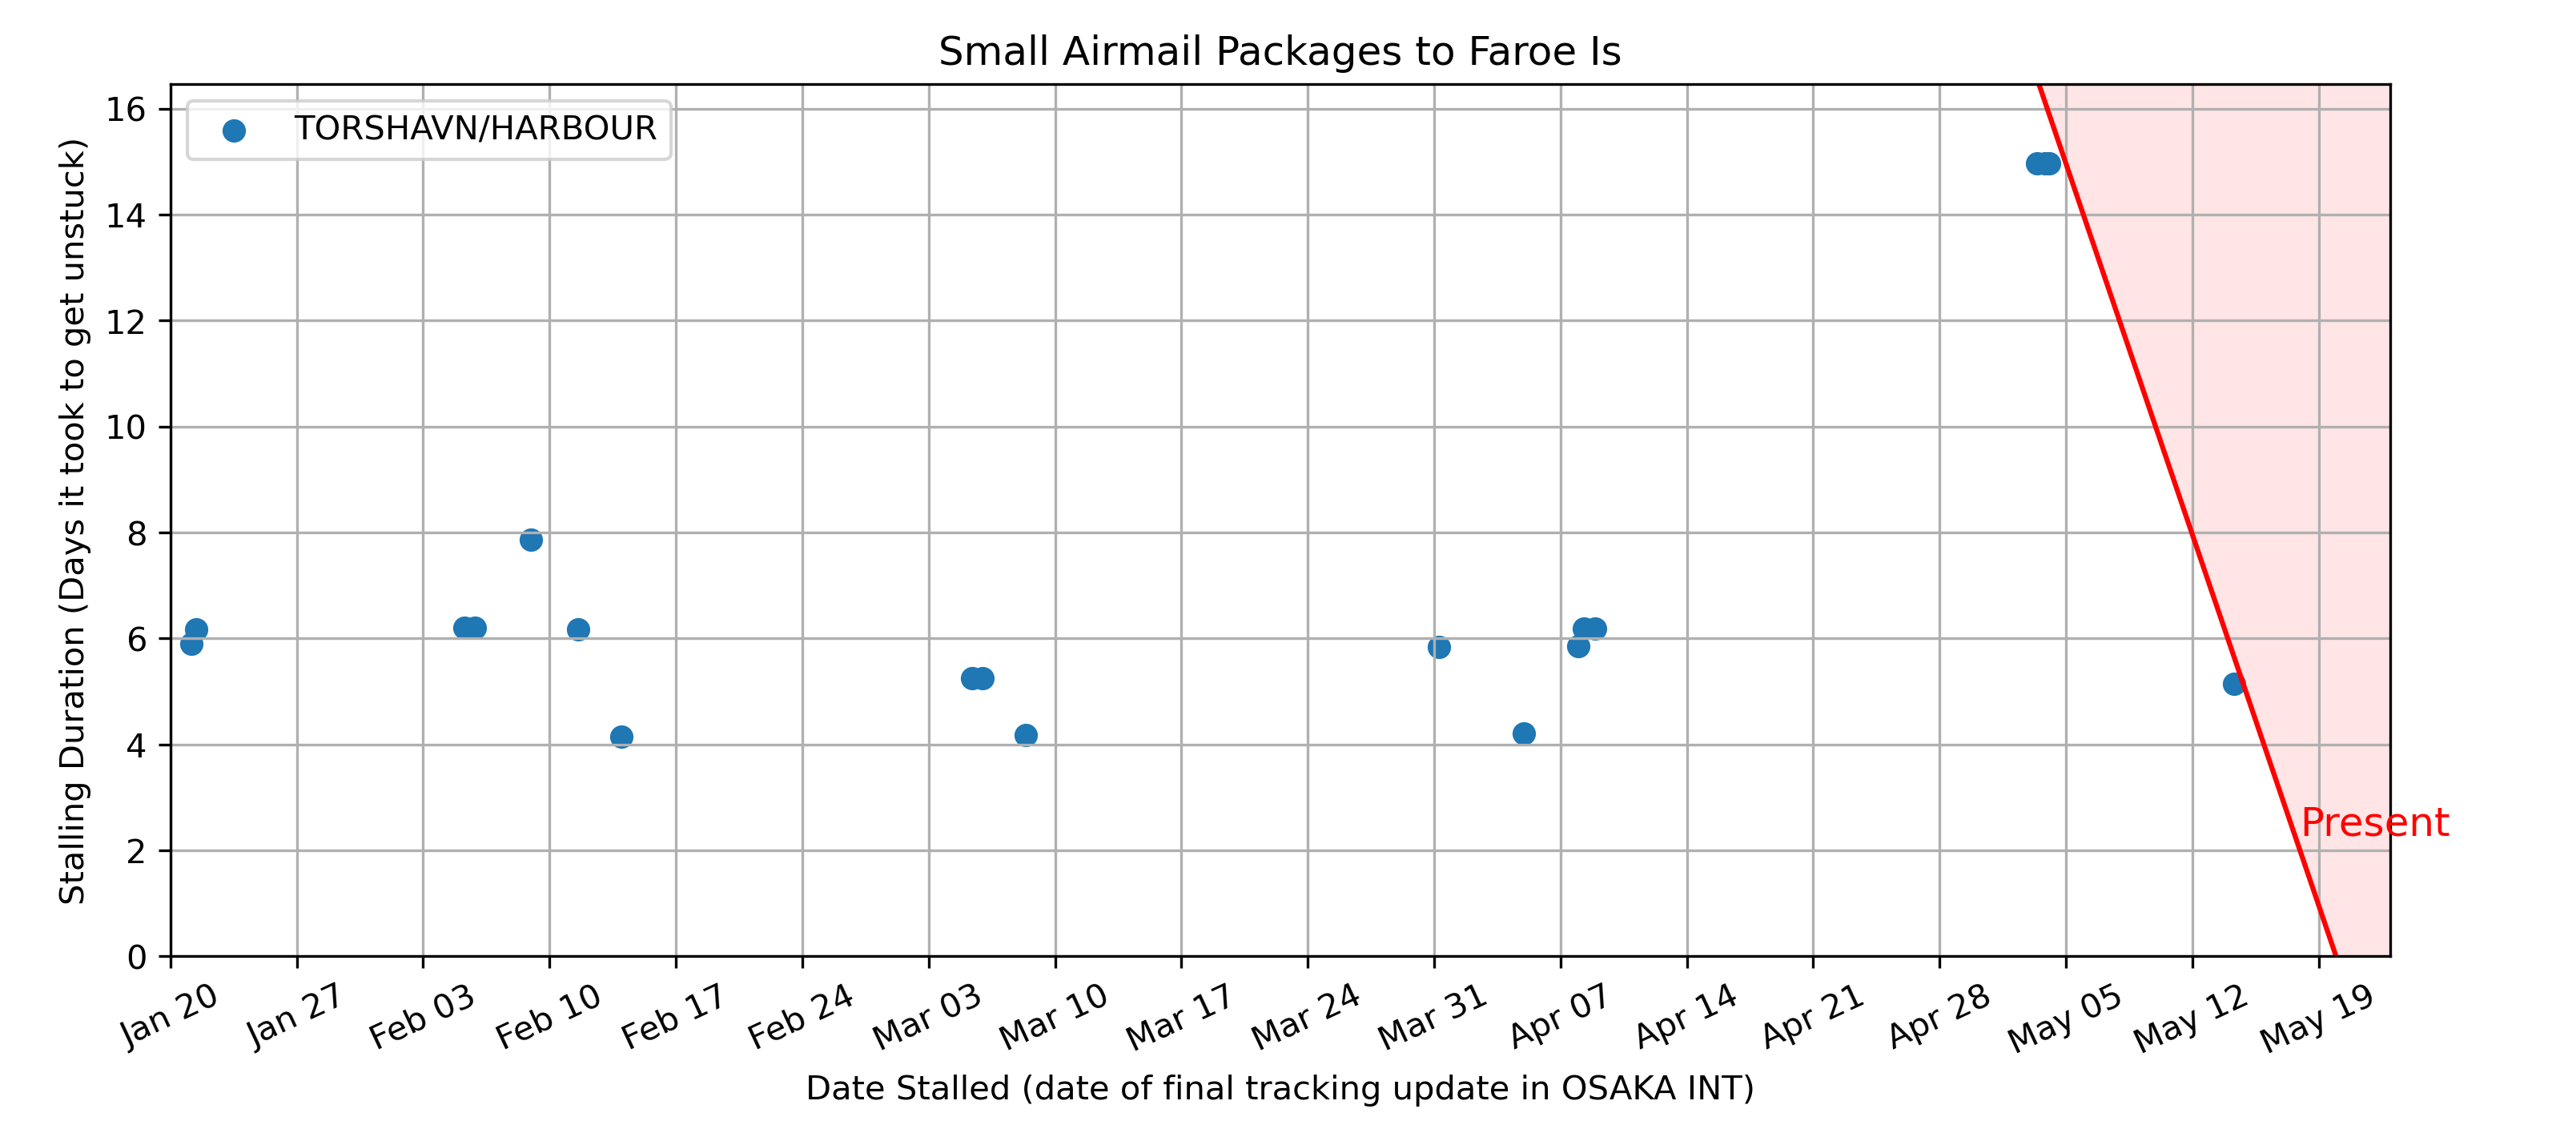 Small Airmail Packages to Faroe Is
TORSHAVN/HARBOUR
Stalling Duration (Days it took to get unstuck)
16
14
12
10
8
6
4
2
0
Present
Jan 20
Jan 27
Feb 03
Feb 10
Feb 17
Feb 24
Mar 03
Mar 10
Mar 17
Mar 24
Mar 31
Apr 07
Apr 14
Apr 21
Apr 28
May 05
May 12
May 19
Date Stalled (date of final tracking update in OSAKA INT)